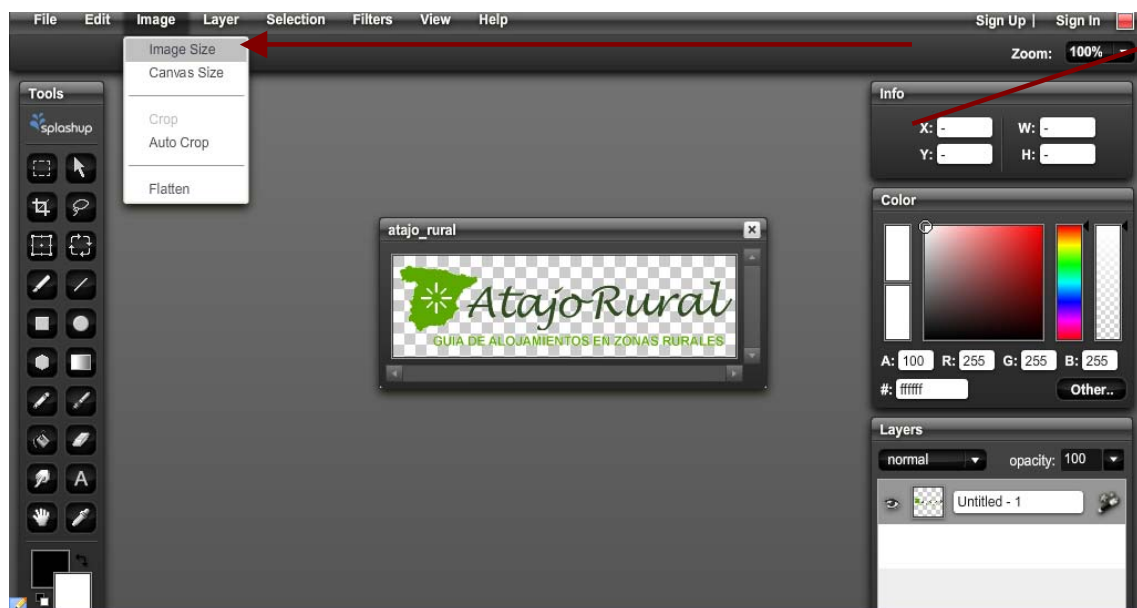 File Edit Image Layer Selection Filters View Help Sign Up | Sign In
Image Size
Canvas Size
Crop
Auto Crop
Flatten
Zoom: 100%
Tools
splashup
atajo_rural
AtajoRural
GUIA DE ALOJAMIENTOS EN ZONAS RURALES
Info
X: - W: -
Y: - H: -
Color
A: 100 R: 255 G: 255 B: 255
#: ffffff Other..
Layers
normal opacity: 100
Untitled - 1
A